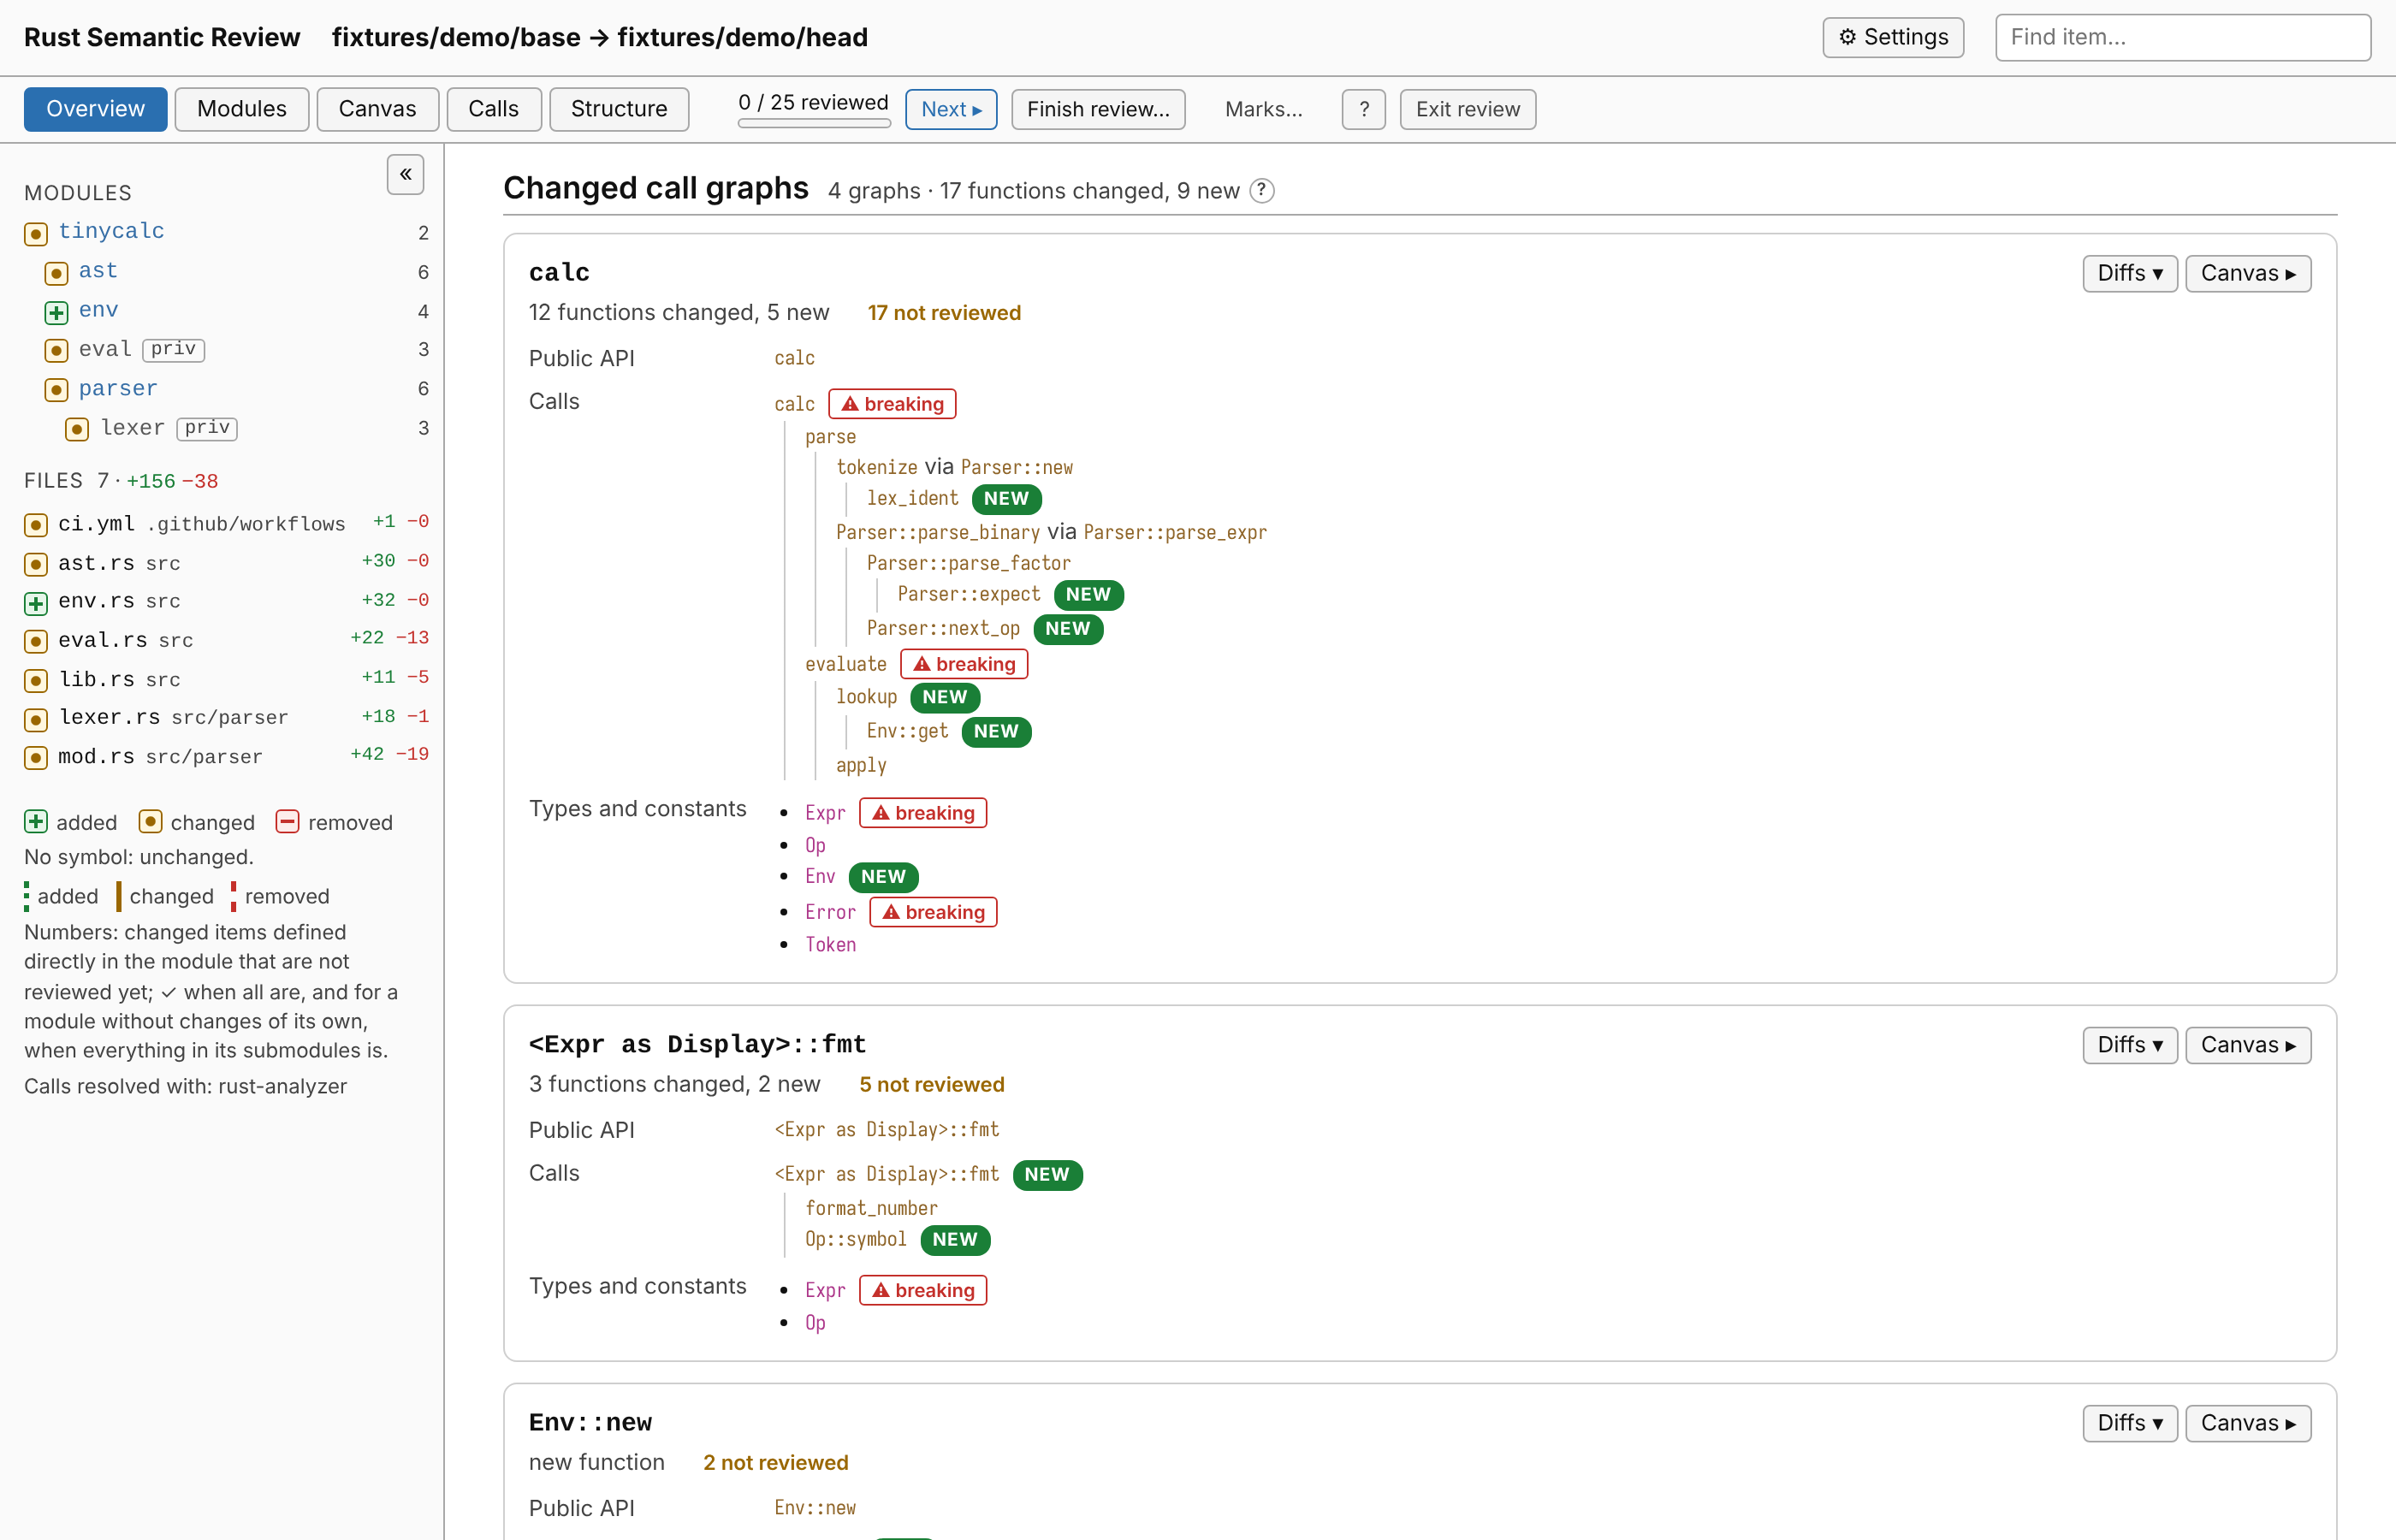 Rust Semantic Review fixtures/demo/base → fixtures/demo/head ⚙ Settings Find item...
Overview Modules Canvas Calls Structure 0 / 25 reviewed Next ▸ Finish review... Marks... ? Exit review
«
MODULES
tinycalc 2
ast 6
env 4
eval priv 3
parser 6
lexer priv 3
FILES 7 · +156 −38
ci.yml .github/workflows +1 −0
ast.rs src +30 −0
env.rs src +32 −0
eval.rs src +22 −13
lib.rs src +11 −5
lexer.rs src/parser +18 −1
mod.rs src/parser +42 −19
added changed removed
No symbol: unchanged.
added changed removed
Numbers: changed items defined
directly in the module that are not
reviewed yet; ✓ when all are, and for a
module without changes of its own,
when everything in its submodules is.
Calls resolved with: rust-analyzer
Changed call graphs 4 graphs · 17 functions changed, 9 new ?
calc Diffs ▾ Canvas ▸
12 functions changed, 5 new 17 not reviewed
Public API calc
Calls calc ⚠ breaking
parse
tokenize via Parser::new
lex_ident NEW
Parser::parse_binary via Parser::parse_expr
Parser::parse_factor
Parser::expect NEW
Parser::next_op NEW
evaluate ⚠ breaking
lookup NEW
Env::get NEW
apply
Types and constants • Expr ⚠ breaking
• Op
• Env NEW
• Error ⚠ breaking
• Token
<Expr as Display>::fmt Diffs ▾ Canvas ▸
3 functions changed, 2 new 5 not reviewed
Public API <Expr as Display>::fmt
Calls <Expr as Display>::fmt NEW
format_number
Op::symbol NEW
Types and constants • Expr ⚠ breaking
• Op
Env::new Diffs ▾ Canvas ▸
new function 2 not reviewed
Public API Env::new